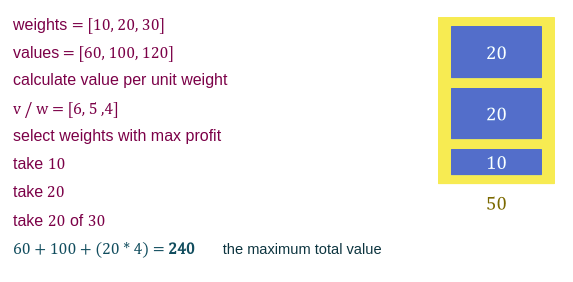 weights = [10, 20, 30]
values = [60, 100, 120]
calculate value per unit weight
v / w = [6, 5 ,4]
select weights with max profit
take 10
take 20
take 20 of 30
60 + 100 + (20 * 4) = 240 the maximum total value
20
20
10
50